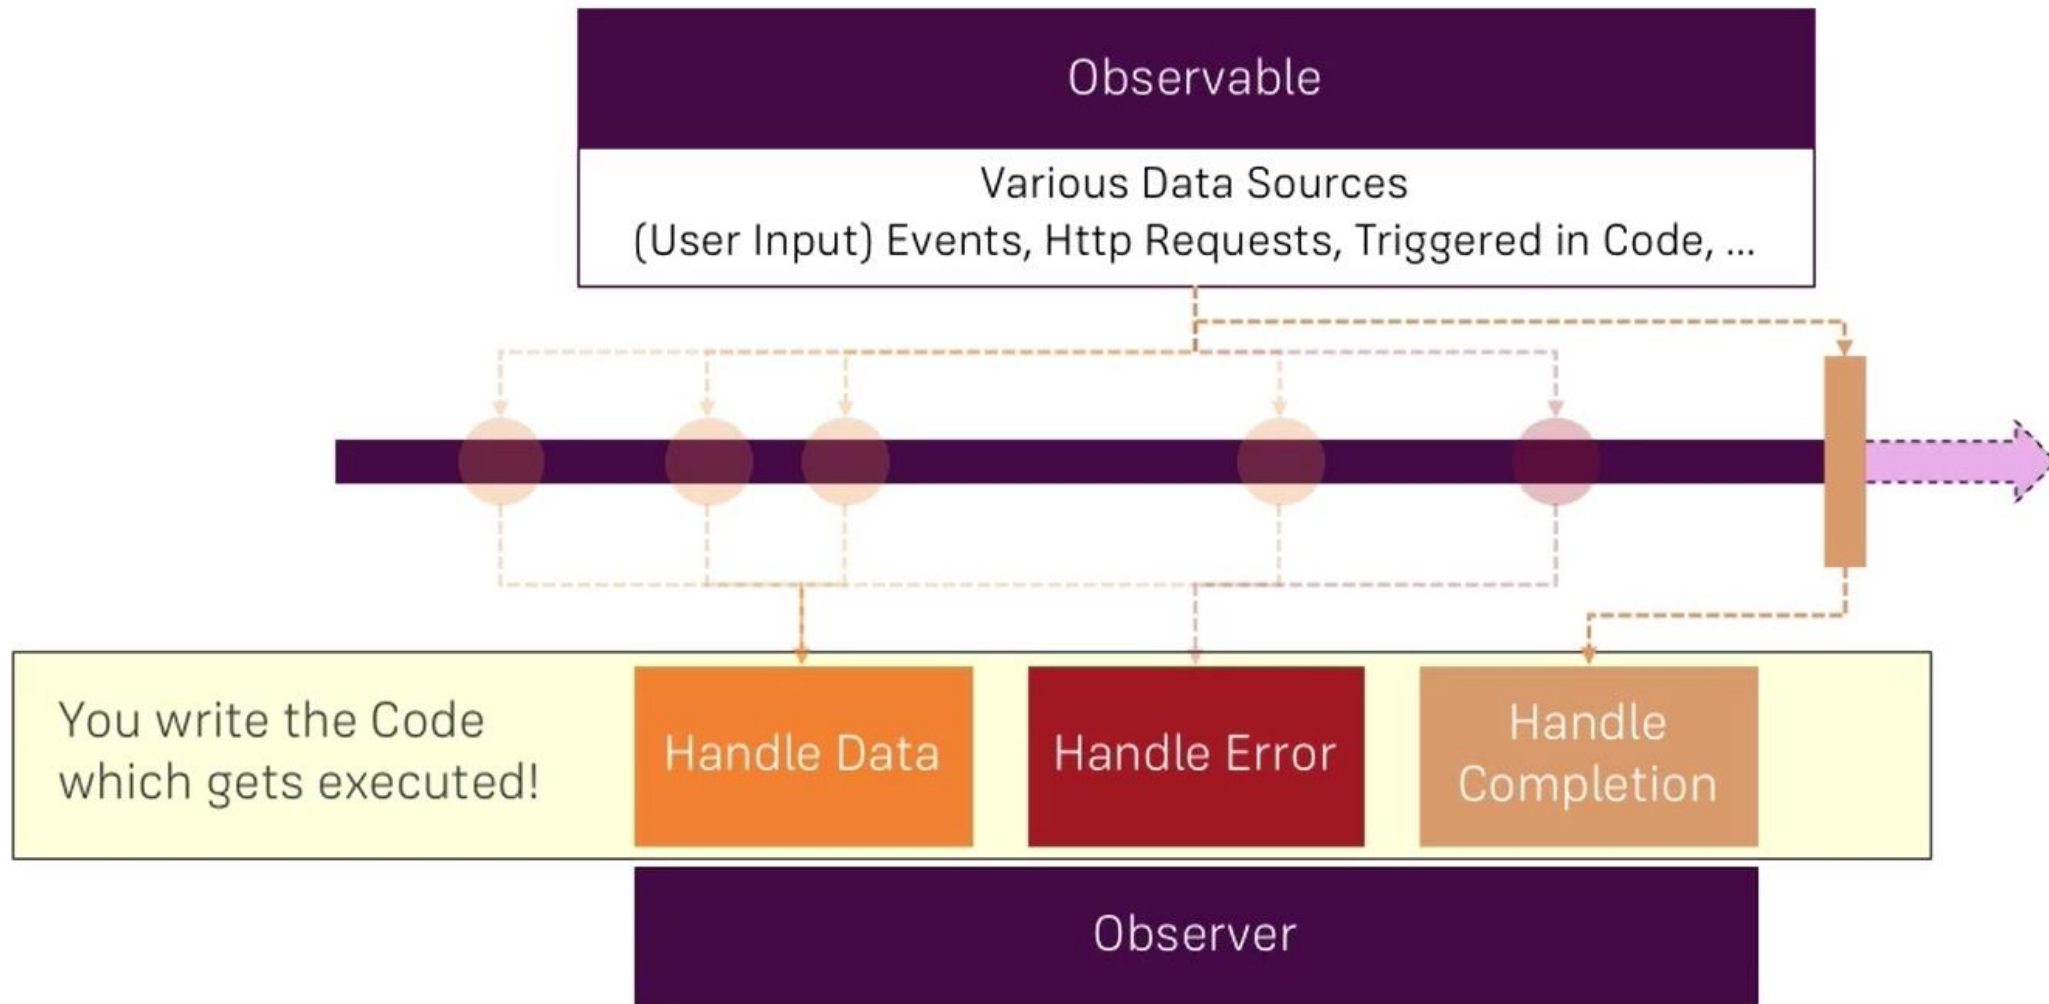 Observable
Various Data Sources
(User Input) Events, Http Requests, Triggered in Code, ...
You write the Code
which gets executed!
Handle Data
Handle Error
Handle
Completion
Observer